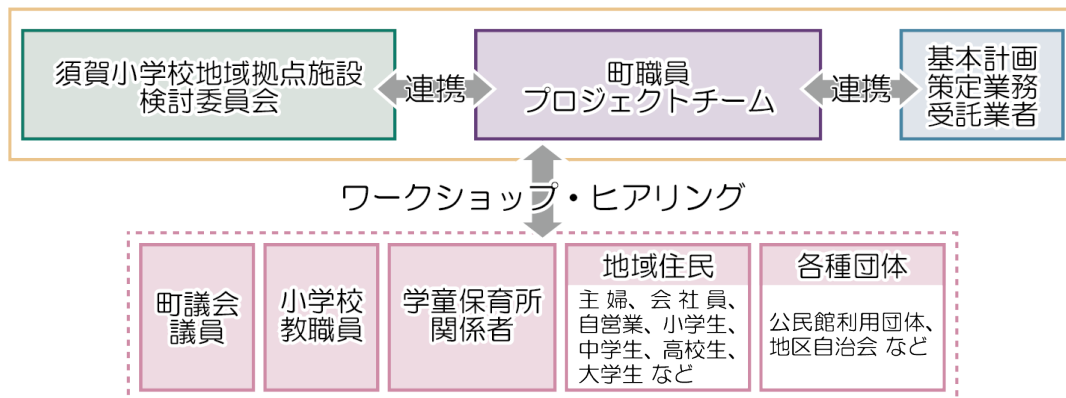 須賀小学校地域拠点施設
検討委員会
連携
町職員
プロジェクトチーム
連携
基本計画
策定業務
受託業者
ワークショップ・ヒアリング
町議会
議員
小学校
教職員
学童保育所
関係者
地域住民
主婦、会社員、
自営業、小学生、
中学生、高校生、
大学生 など
各種団体
公民館利用団体、
地区自治会 など